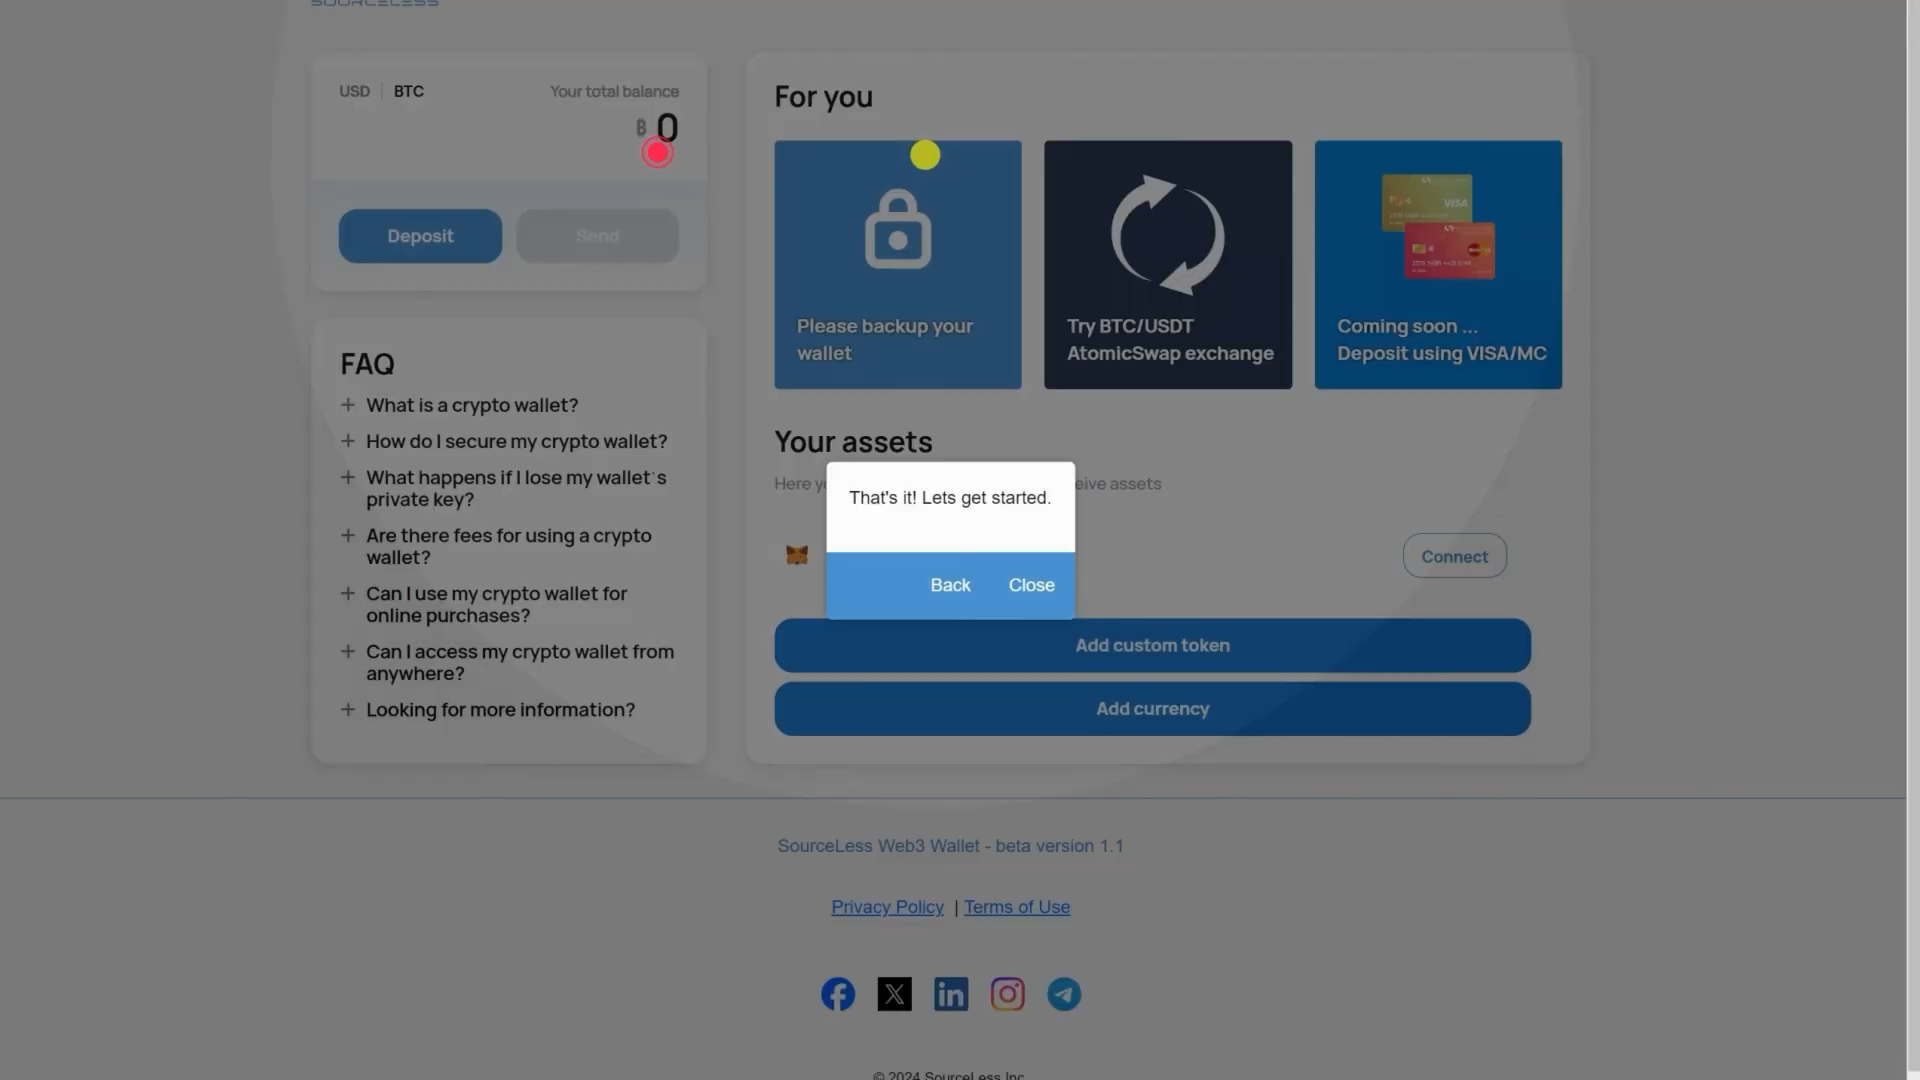 SOURCELESS
USD | BTC
Your total balance
0
Deposit
Send
FAQ
+ What is a crypto wallet?
+ How do I secure my crypto wallet?
+ What happens if I lose my wallet`s
private key?
+ Are there fees for using a crypto
wallet?
+ Can I use my crypto wallet for
online purchases?
+ Can I access my crypto wallet from
anywhere?
+ Looking for more information?
For you
Please backup your
wallet
Try BTC/USDT
AtomicSwap exchange
VISA
Coming soon ...
Deposit using VISA/MC
Your assets
Here
eive assets
That's it! Lets get started.
Back
Close
Connect
Add custom token
Add currency
SourceLess Web3 Wallet - beta version 1.1
Privacy Policy | Terms of Use
© 2024 SourceLess Inc